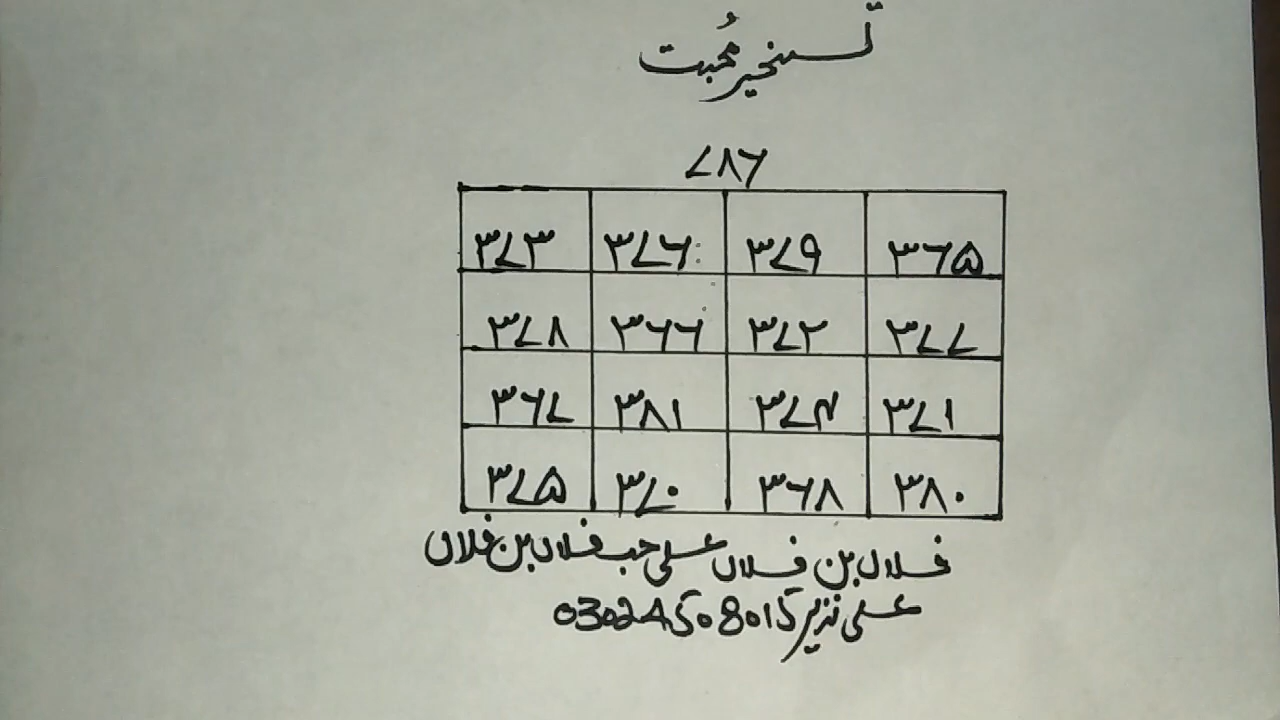 تسخیر محبت
۷۸۶
۳۷۳ ۳۷۶ ۳۷۹ ۳۶۵
۳۷۸ ۳۶۶ ۳۷۲ ۳۷۷
۳۶۷ ۳۸۱ ۳۷۴ ۳۷۱
۳۷۵ ۳۷۰ ۳۶۸ ۳۸۰
فلاں بن فلاں علی حب فلاں بن فلاں
علی نذیر 03024508015